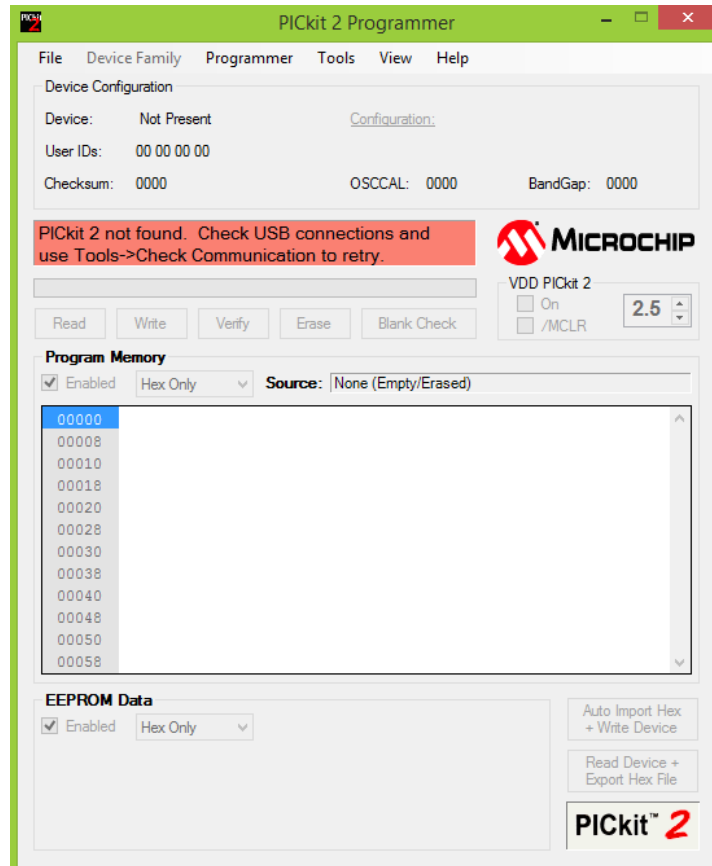 PICkit 2 PICkit 2 Programmer
File Device Family Programmer Tools View Help
Device Configuration
Device: Not Present Configuration:
User IDs: 00 00 00 00
Checksum: 0000 OSCCAL: 0000 BandGap: 0000
PICkit 2 not found. Check USB connections and
use Tools->Check Communication to retry.
MICROCHIP
VDD PICkit 2
On 2.5
/MCLR
Read Write Verify Erase Blank Check
Program Memory
Enabled Hex Only Source: None (Empty/Erased)
00000
00008
00010
00018
00020
00028
00030
00038
00040
00048
00050
00058
EEPROM Data
Enabled Hex Only
Auto Import Hex
+ Write Device
Read Device +
Export Hex File
PICkit™ 2